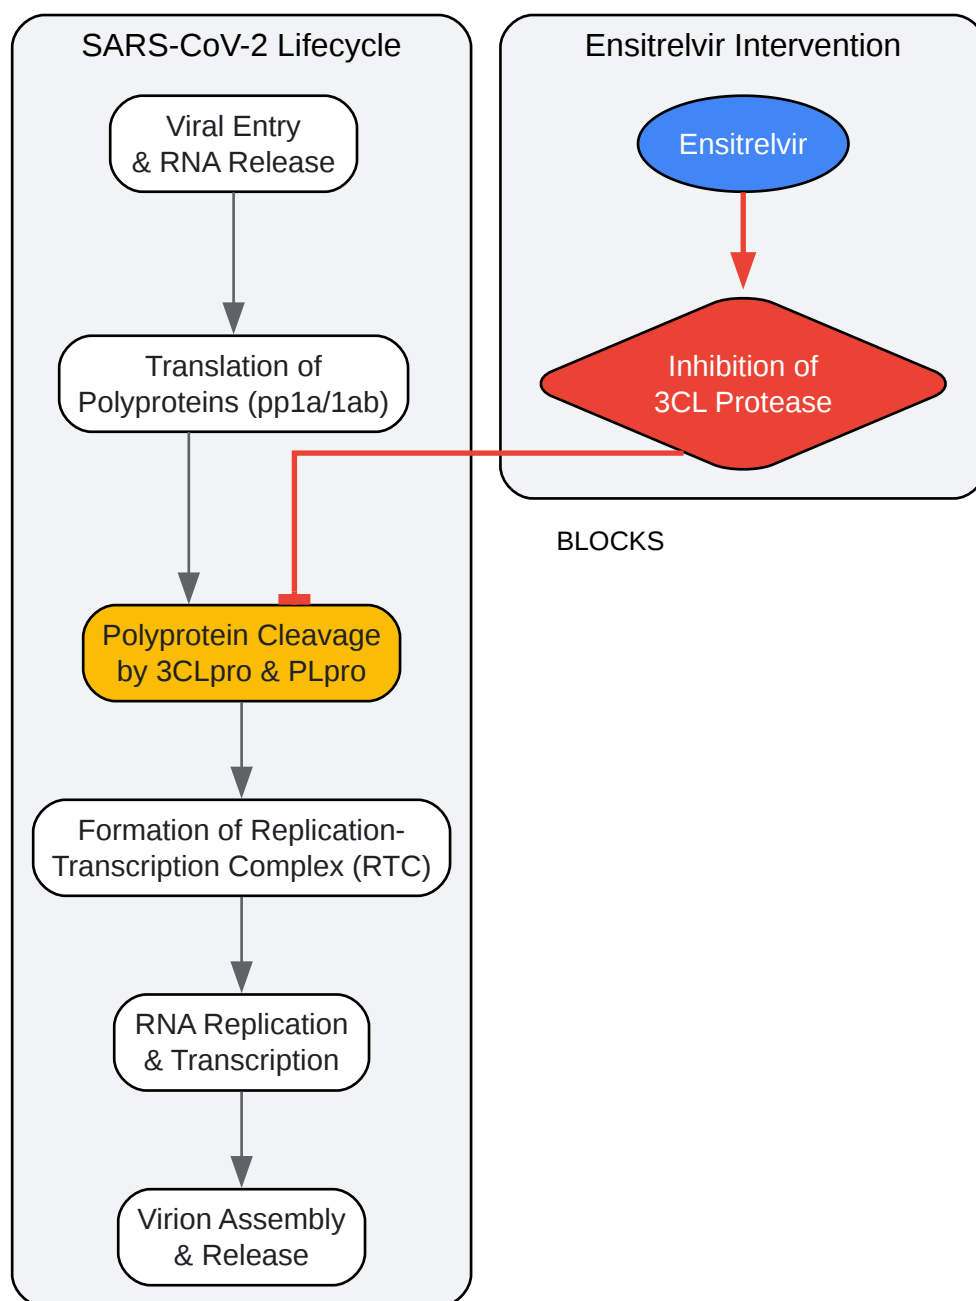 SARS-CoV-2 Lifecycle
Viral Entry
& RNA Release
Translation of
Polyproteins (pp1a/1ab)
Polyprotein Cleavage
by 3CLpro & PLpro
Formation of Replication-
Transcription Complex (RTC)
RNA Replication
& Transcription
Virion Assembly
& Release
Ensitrelvir Intervention
Ensitrelvir
Inhibition of
3CL Protease
BLOCKS